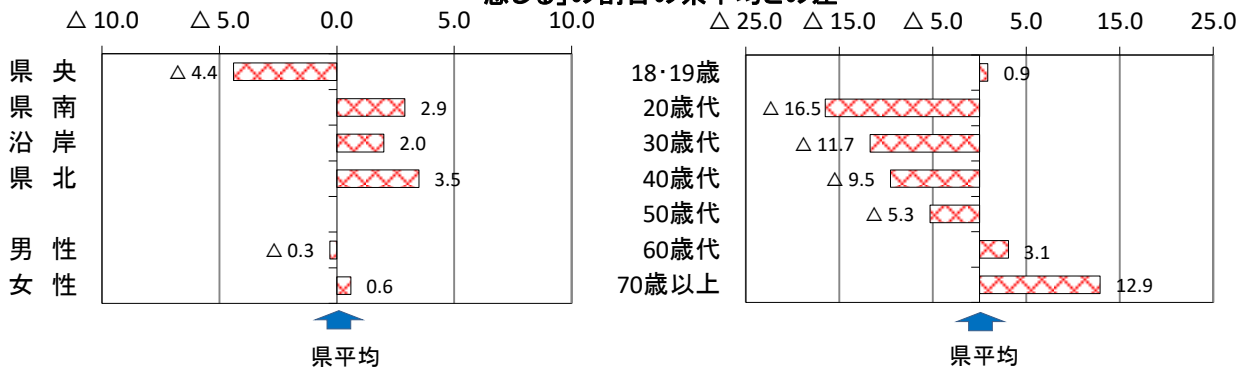 感じる」の割合の県平均との差
△ 10.0 △ 5.0 0.0 5.0 10.0
県 央 △ 4.4
県 南 2.9
沿 岸 2.0
県 北 3.5
男 性 △ 0.3
女 性 0.6
県平均
△ 25.0 △ 15.0 △ 5.0 5.0 15.0 25.0
18･19歳 0.9
20歳代 △ 16.5
30歳代 △ 11.7
40歳代 △ 9.5
50歳代 △ 5.3
60歳代 3.1
70歳以上 12.9
県平均